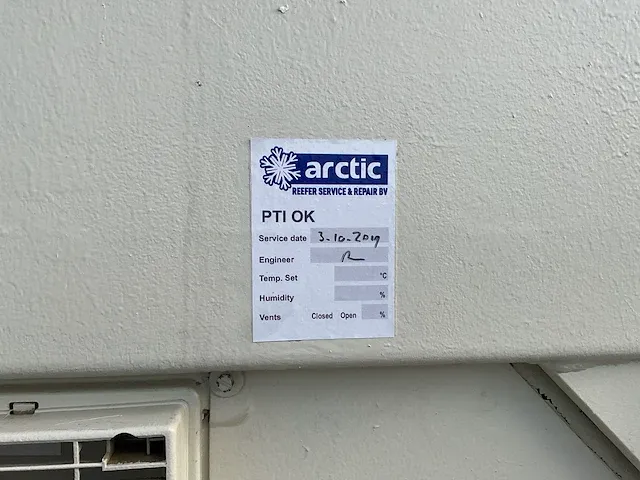 arctic
REEFER SERVICE & REPAIR BV
PTI OK
Service date 3-10-2019
Engineer
Temp. Set °C
Humidity %
Vents Closed Open %